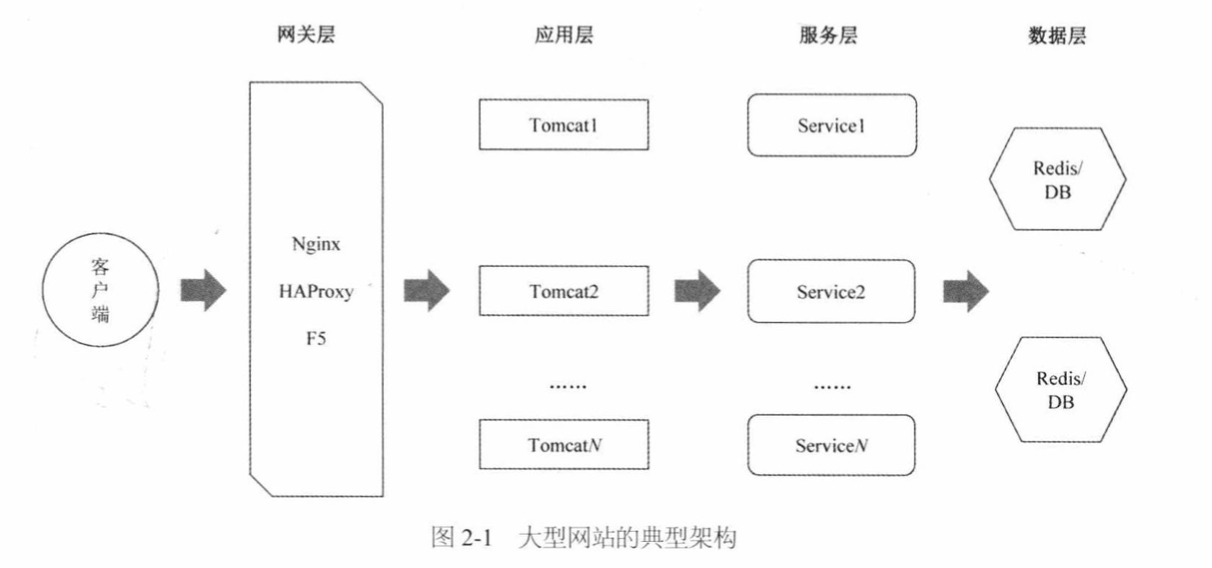 网关层
应用层
服务层
数据层
客
户
端
Nginx
HAProxy
F5
Tomcat1
Tomcat2
……
TomcatN
Service1
Service2
……
ServiceN
Redis/
DB
Redis/
DB
图 2-1 大型网站的典型架构